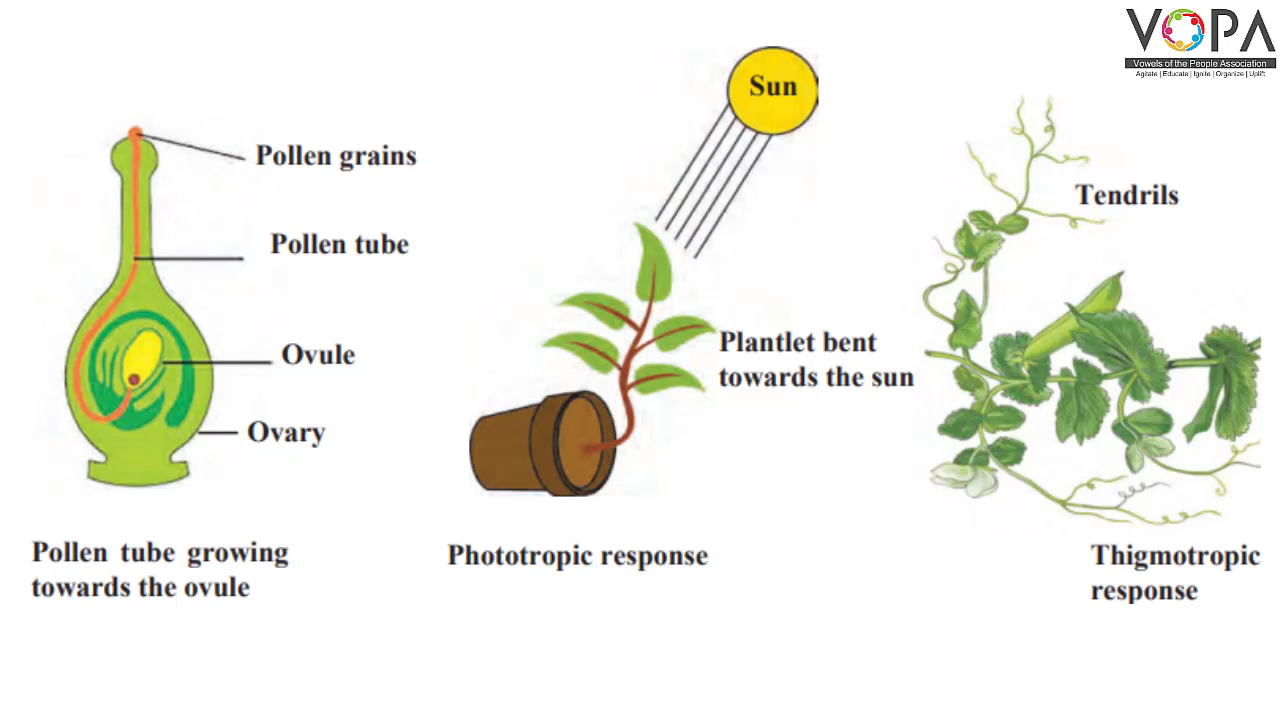 VOPA
Vowels of the People Association
Agitate | Educate | Ignite | Organize | Uplift
Sun
Pollen grains
Pollen tube
Ovule
Ovary
Plantlet bent
towards the sun
Tendrils
Pollen tube growing
towards the ovule
Phototropic response
Thigmotropic
response